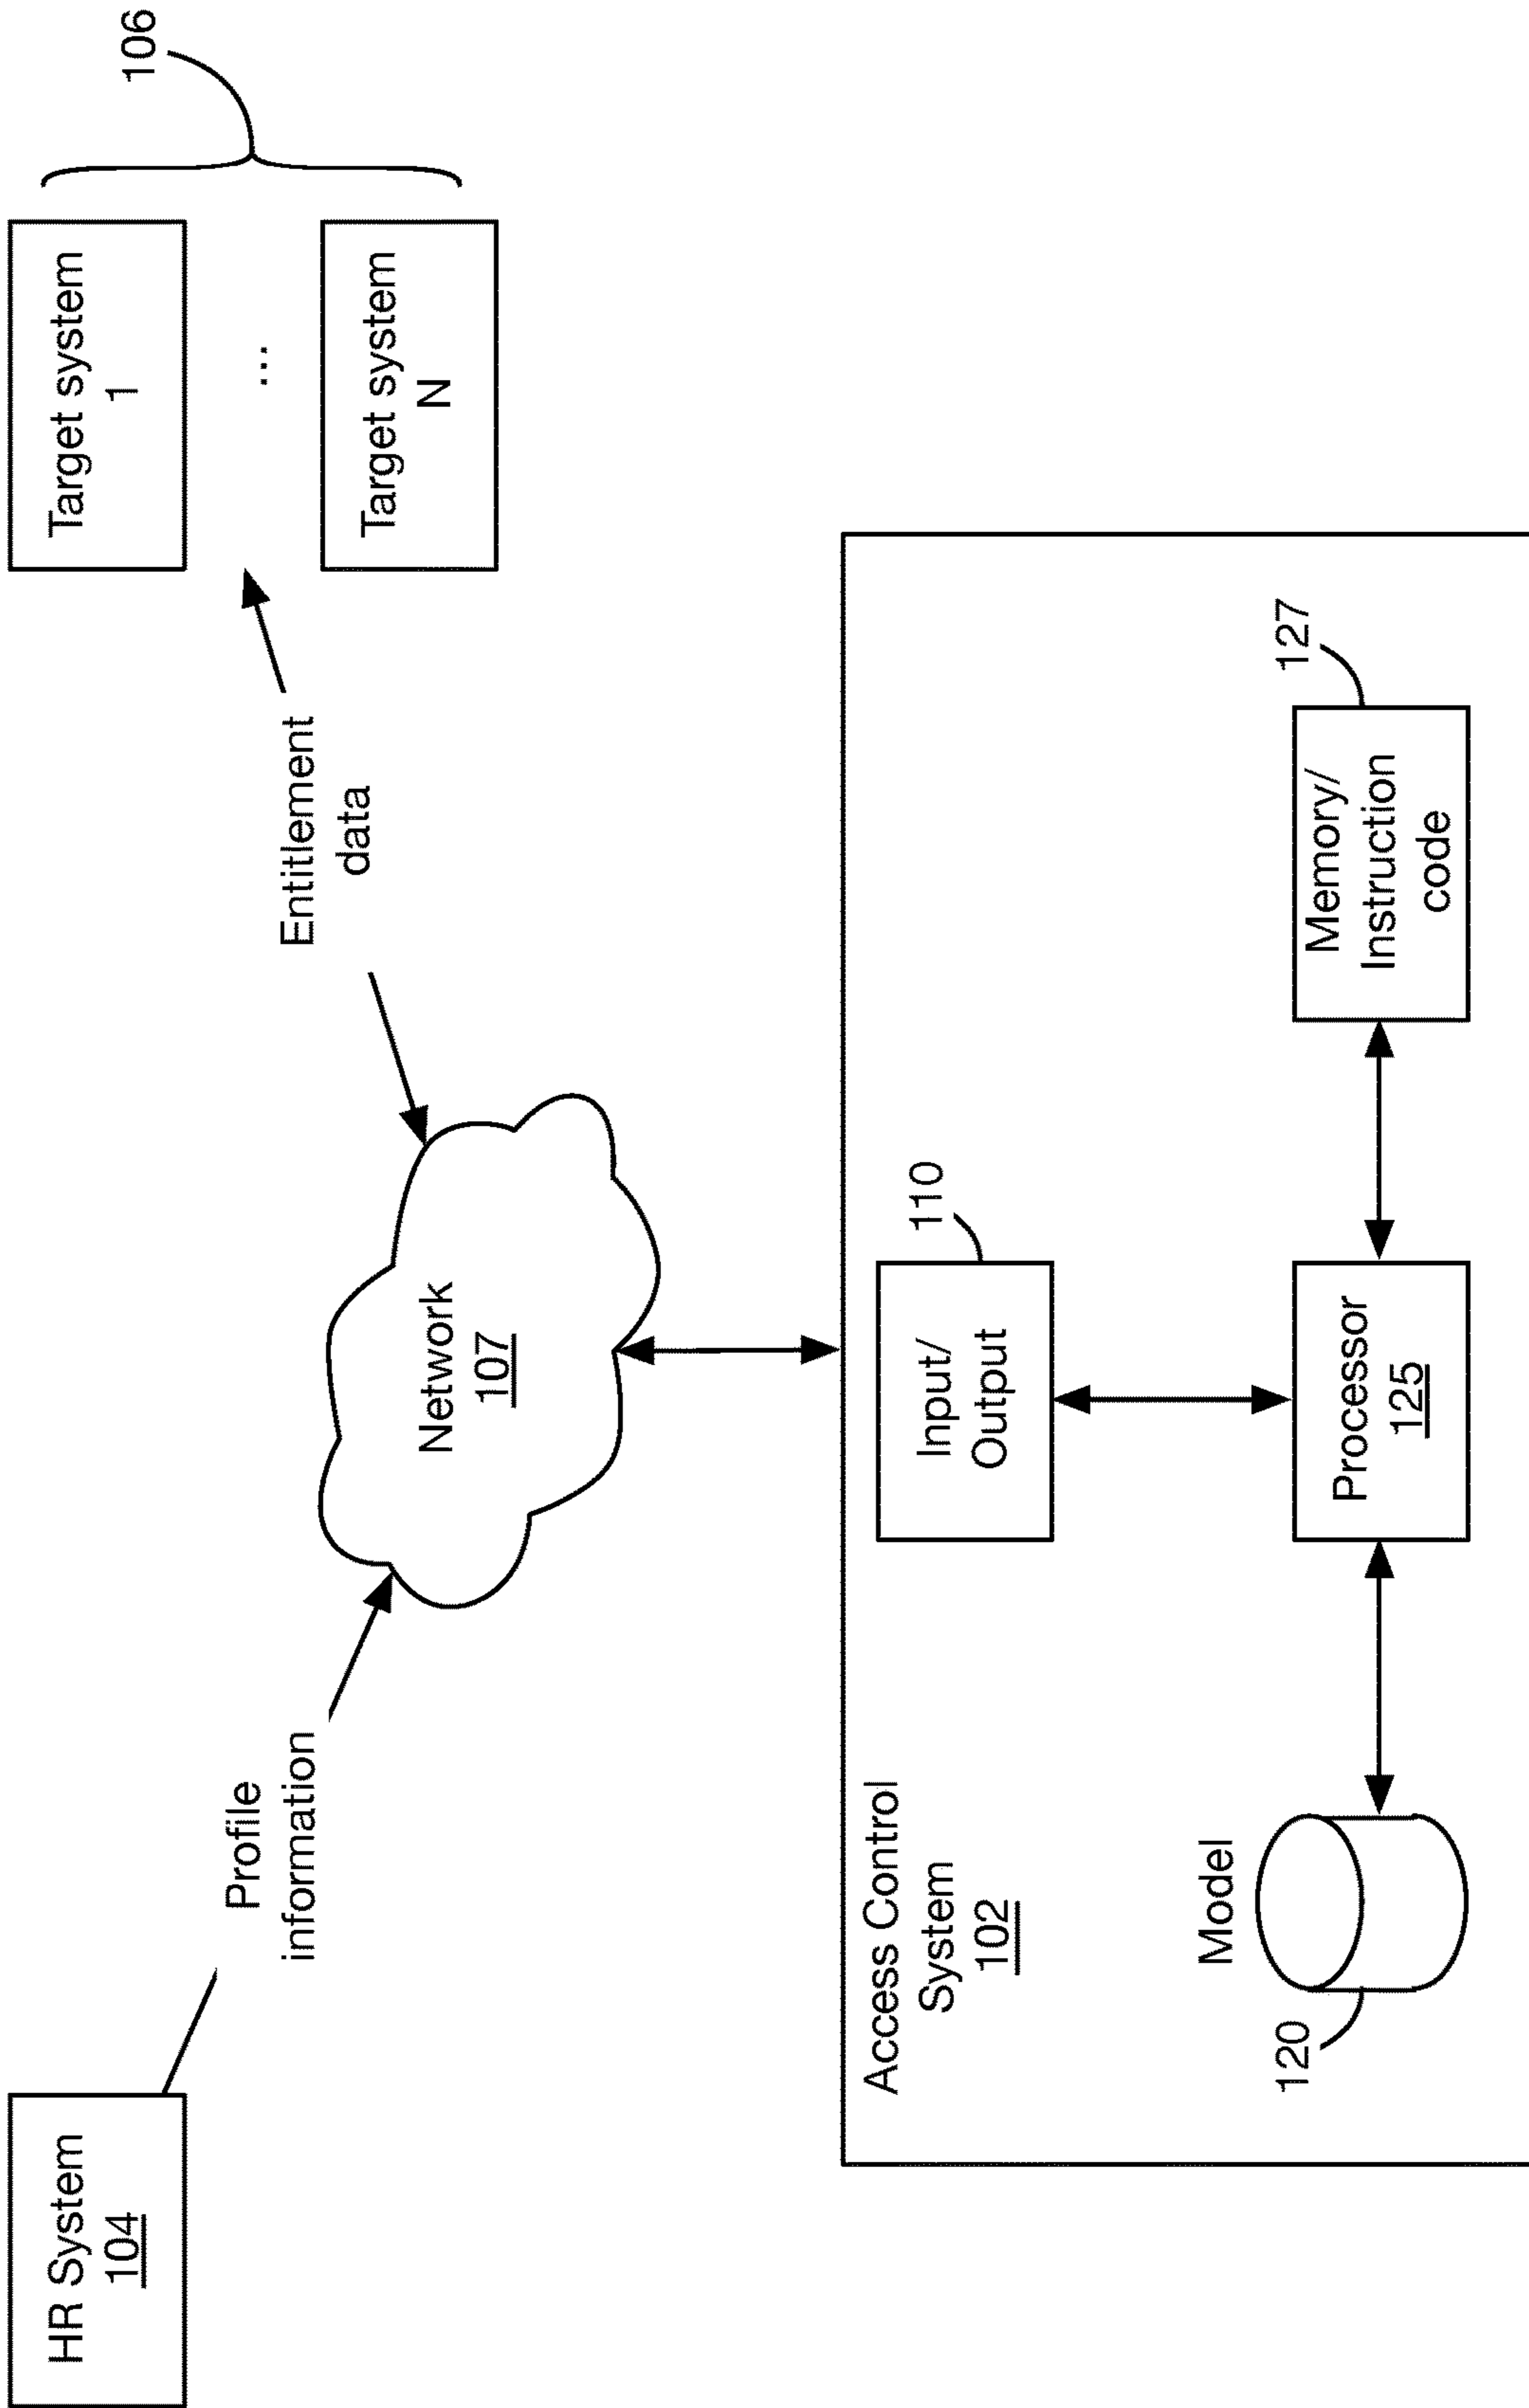 HR System
104
Profile
information
Network
107
Entitlement
data
Target system
1
...
Target system
N
106
Access Control
System
102
Input/
Output
110
Model
120
Processor
125
Memory/
Instruction
code
127